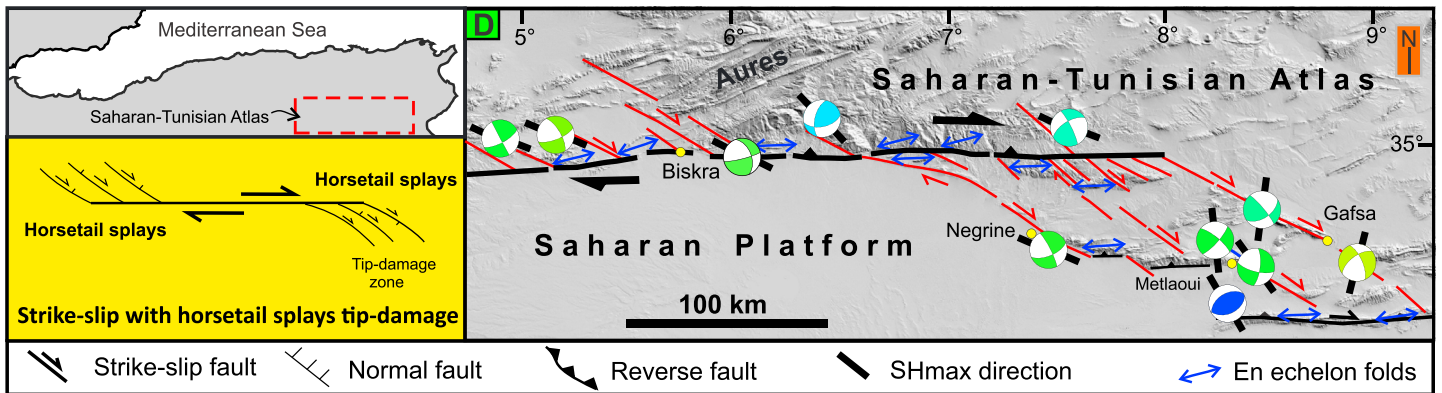 Mediterranean Sea
Saharan-Tunisian Atlas
Horsetail splays
Horsetail splays
Tip-damage
zone
Strike-slip with horsetail splays tip-damage
D
5°
6°
7°
8°
9°
N
Aures
Saharan-Tunisian Atlas
35°
Biskra
Saharan Platform
Negrine
Gafsa
Metlaoui
100 km
Strike-slip fault
Normal fault
Reverse fault
SHmax direction
En echelon folds